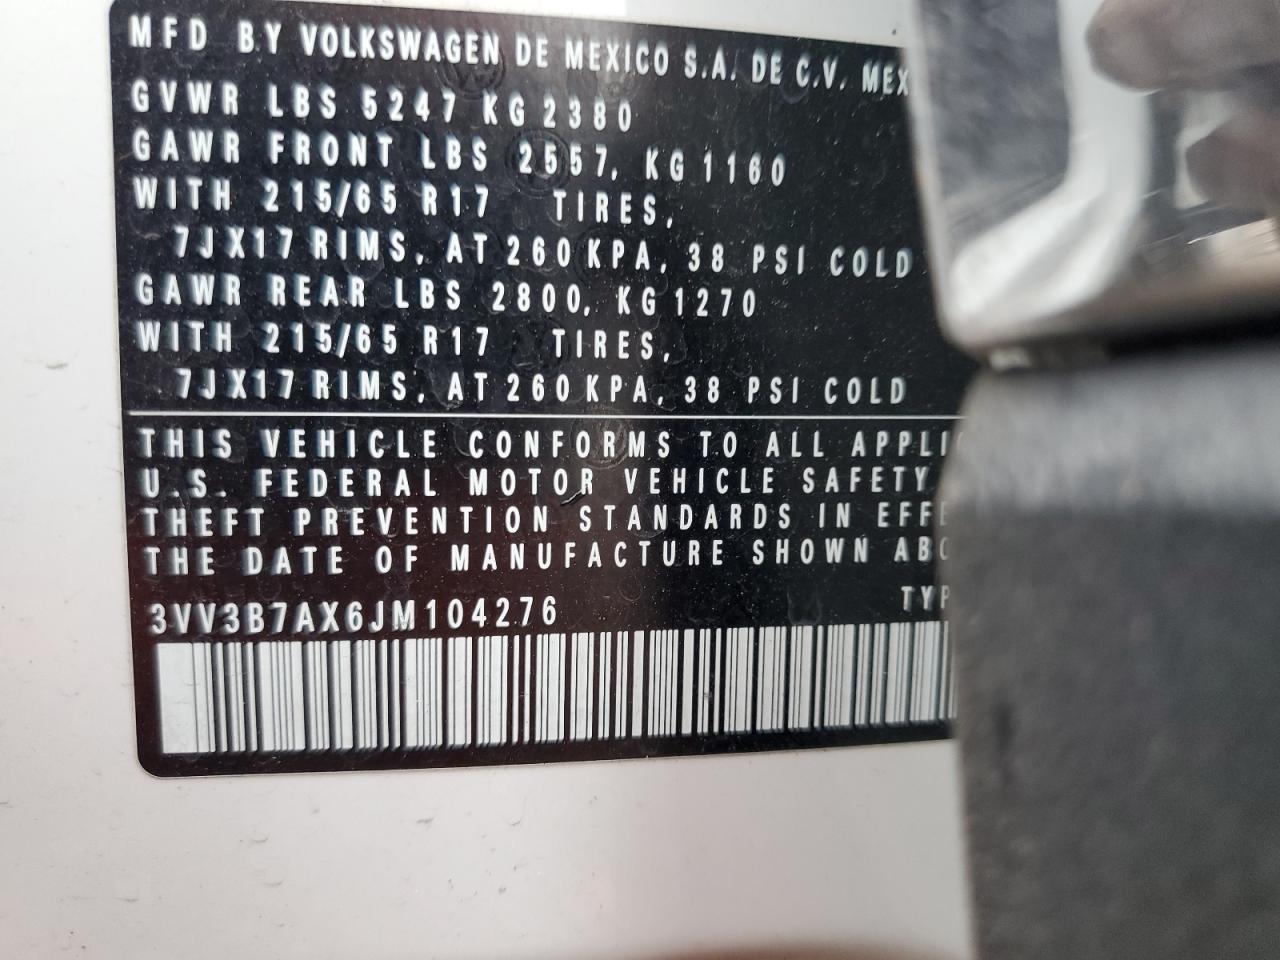 MFD BY VOLKSWAGEN DE MEXICO S.A. DE C.V. MEX
GVWR LBS 5247 KG 2380
GAWR FRONT LBS 2557, KG 1160
WITH 215/65 R17 TIRES,
7JX17 RIMS, AT 260 KPA, 38 PSI COLD
GAWR REAR LBS 2800, KG 1270
WITH 215/65 R17 TIRES,
7JX17 RIMS, AT 260 KPA, 38 PSI COLD
THIS VEHICLE CONFORMS TO ALL APPLI
U.S. FEDERAL MOTOR VEHICLE SAFETY,
THEFT PREVENTION STANDARDS IN EFFE
THE DATE OF MANUFACTURE SHOWN ABO
TYP
3VV3B7AX6JM104276